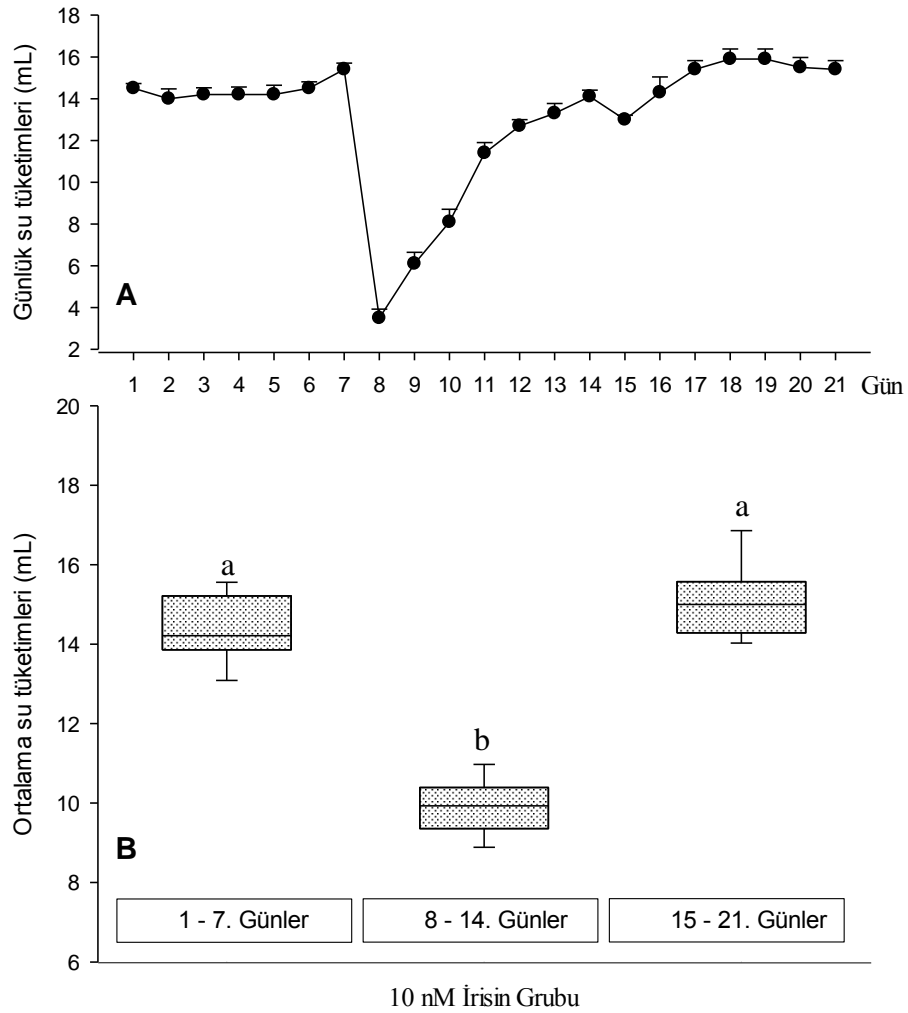 Günlük su tüketimleri (mL)
18
16
14
12
10
8
6
4
2
A
1 2 3 4 5 6 7 8 9 10 11 12 13 14 15 16 17 18 19 20 21 Gün
Ortalama su tüketimleri (mL)
20
18
16
14
12
10
8
6
a
b
a
B
1 - 7. Günler
8 - 14. Günler
15 - 21. Günler
10 nM İrisin Grubu